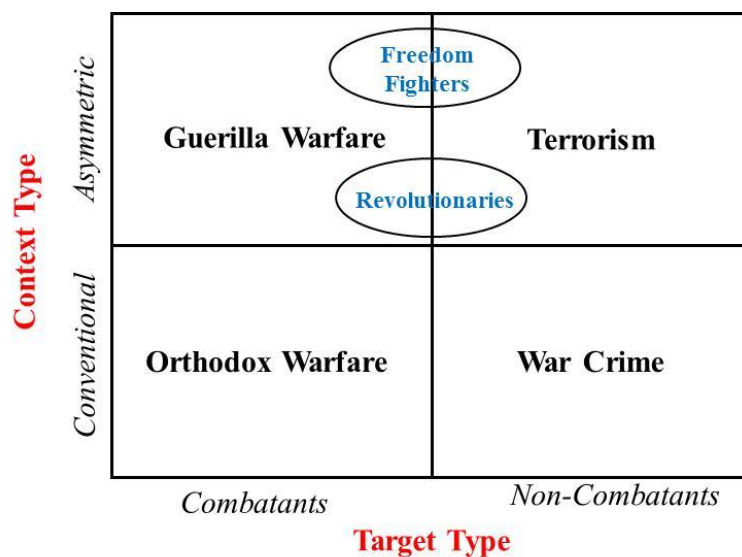 Freedom
Fighters
Guerilla Warfare
Terrorism
Revolutionaries
Asymmetric
Context Type
Conventional
Orthodox Warfare
War Crime
Combatants
Non-Combatants
Target Type